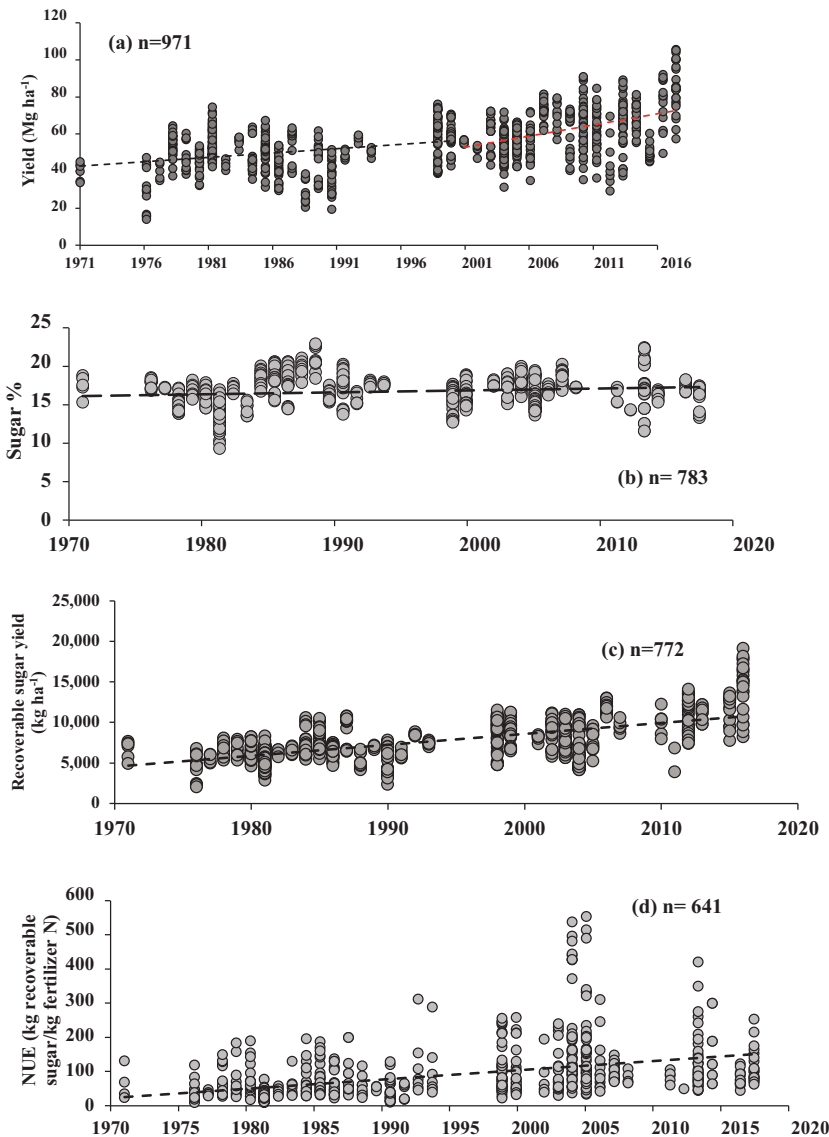 (a) n=971
Yield (Mg ha-1)
120
100
80
60
40
20
0
1971 1976 1981 1986 1991 1996 2001 2006 2011 2016
(b) n= 783
Sugar %
25
20
15
10
5
0
1970 1980 1990 2000 2010 2020
(c) n=772
Recoverable sugar yield
(kg ha-1)
25,000
20,000
15,000
10,000
5,000
0
1970 1980 1990 2000 2010 2020
(d) n= 641
NUE (kg recoverable
sugar/kg fertilizer N)
600
500
400
300
200
100
0
1970 1975 1980 1985 1990 1995 2000 2005 2010 2015 2020